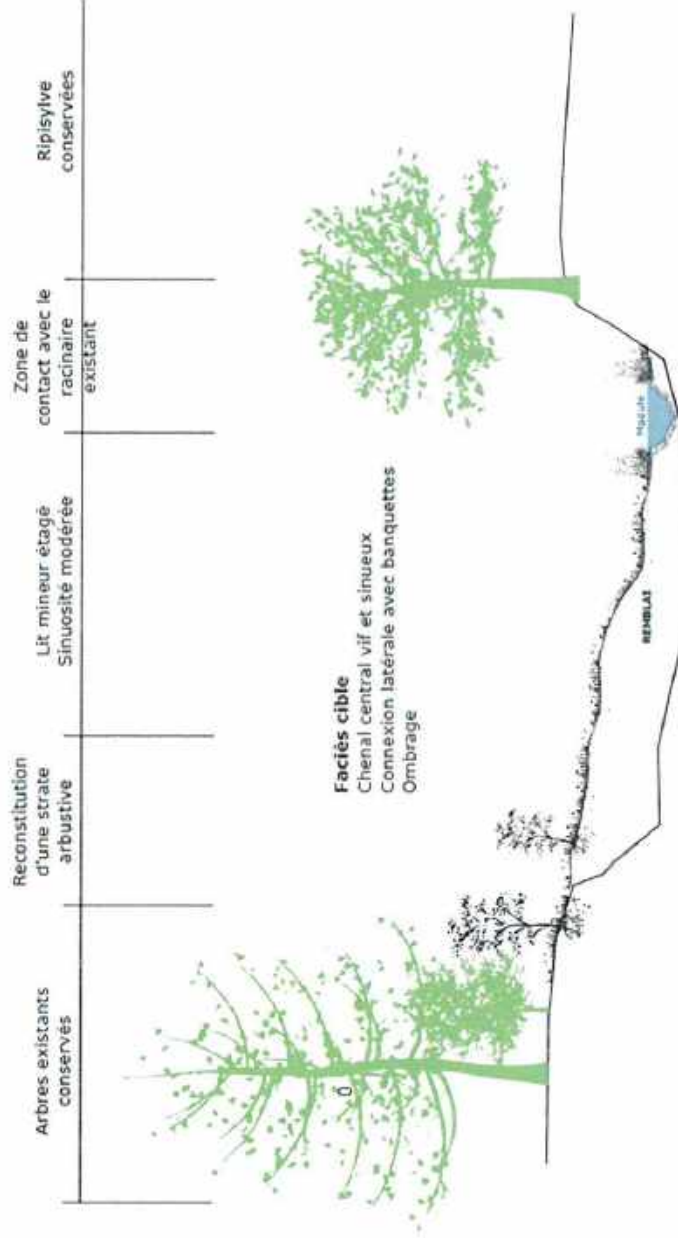 Arbres existants
conservés
Reconstitution
d'une strate
arbustive
Lit mineur étagé
Sinuosité modérée
Zone de
contact avec le
racinaire
existant
Ripisylve
conservées
Faciès cible
Chenal central vif et sinueux
Connexion latérale avec banquettes
Ombrage
REMBLAI
Module